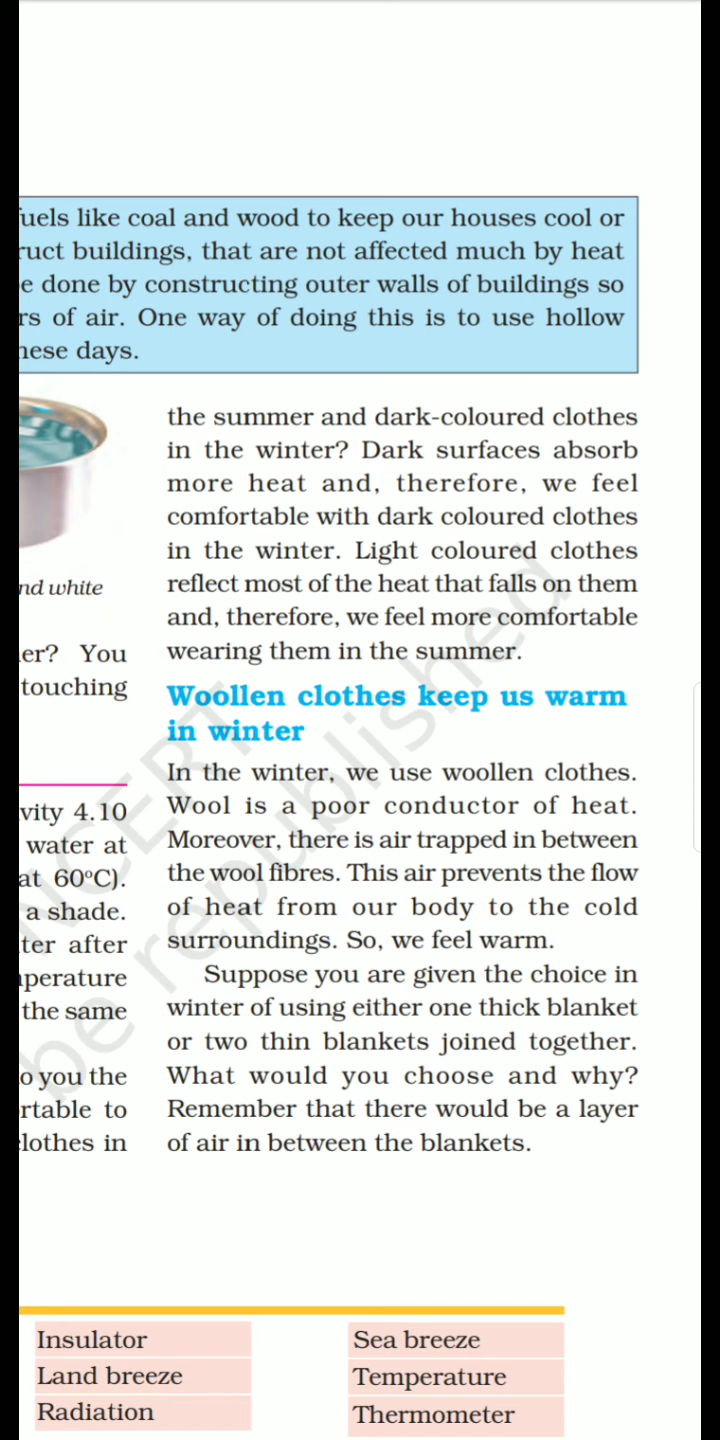 uels like coal and wood to keep our houses cool or
ruct buildings, that are not affected much by heat
e done by constructing outer walls of buildings so
rs of air. One way of doing this is to use hollow
hese days.
nd white
er? You
touching
vity 4.10
water at
at 60°C).
a shade.
ter after
perature
the same
o you the
rtable to
lothes in
the summer and dark-coloured clothes
in the winter? Dark surfaces absorb
more heat and, therefore, we feel
comfortable with dark coloured clothes
in the winter. Light coloured clothes
reflect most of the heat that falls on them
and, therefore, we feel more comfortable
wearing them in the summer.
Woollen clothes keep us warm
in winter
In the winter, we use woollen clothes.
Wool is a poor conductor of heat.
Moreover, there is air trapped in between
the wool fibres. This air prevents the flow
of heat from our body to the cold
surroundings. So, we feel warm.
Suppose you are given the choice in
winter of using either one thick blanket
or two thin blankets joined together.
What would you choose and why?
Remember that there would be a layer
of air in between the blankets.
NCERT
be republished
Insulator
Land breeze
Radiation
Sea breeze
Temperature
Thermometer